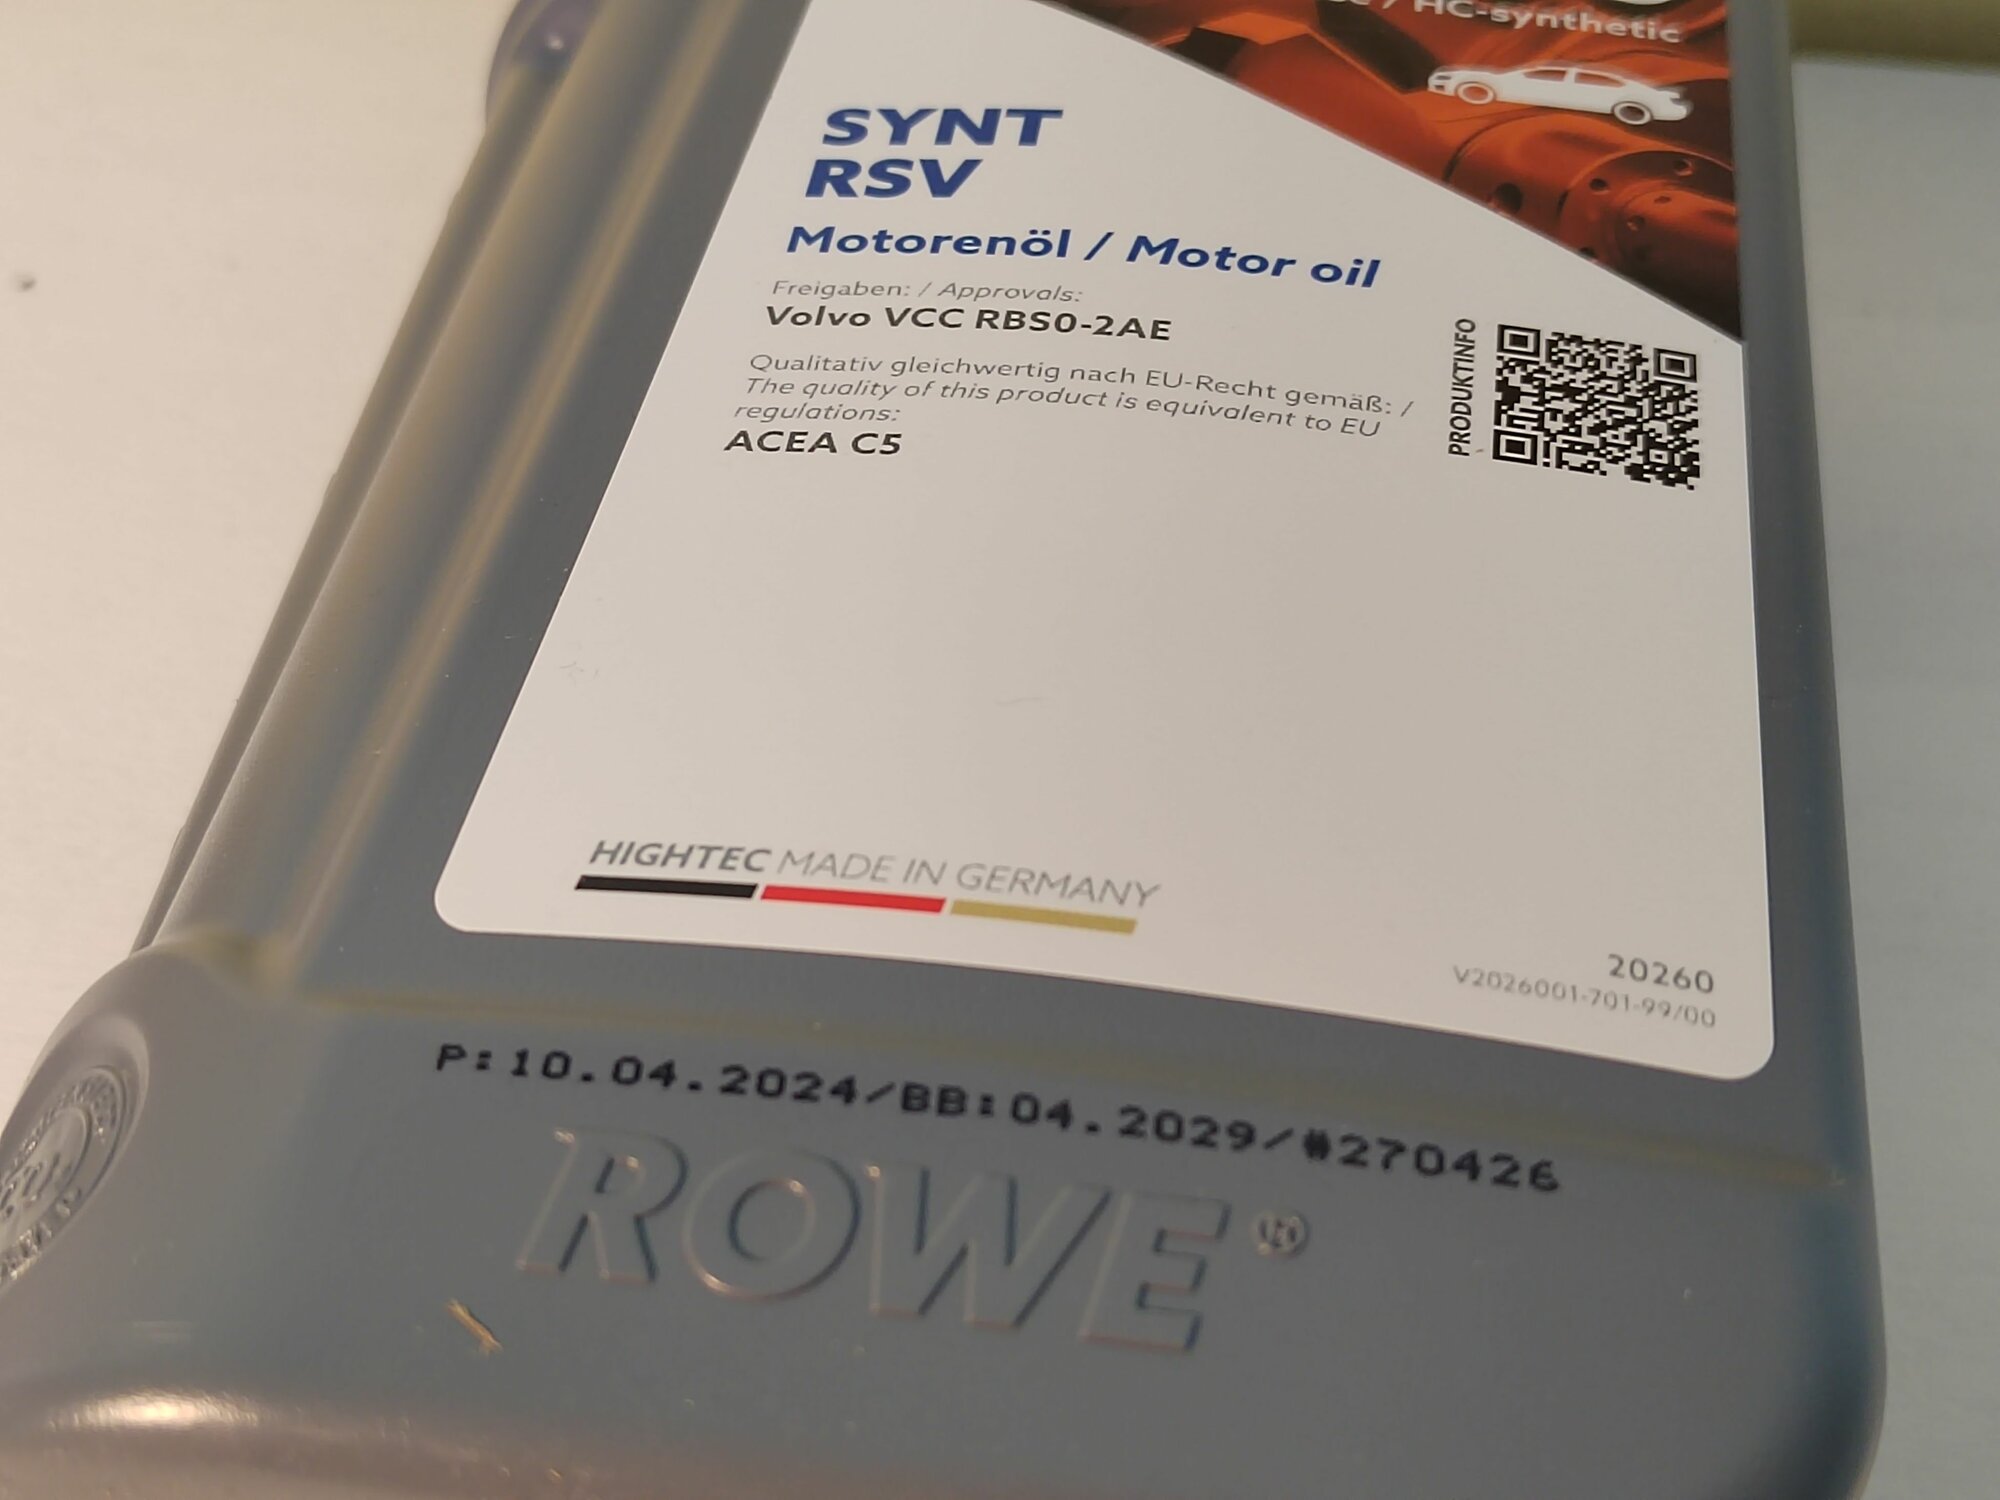 / HC-synthetic
SYNT
RSV
Motorenöl / Motor oil
Freigaben: / Approvals:
Volvo VCC RBS0-2AE
Qualitativ gleichwertig nach EU-Recht gemäß: /
The quality of this product is equivalent to EU
regulations:
ACEA C5
PRODUKTINFO
HIGHTEC MADE IN GERMANY
20260
V2026001-701-99/00
P:10.04.2024/BB:04.2029/#270426
ROWE®